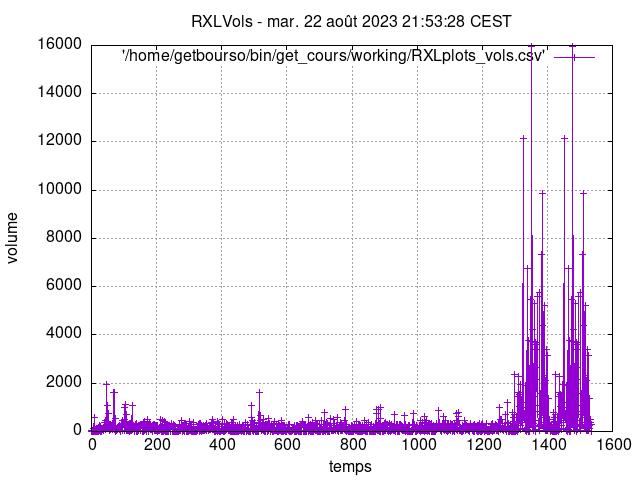 RXLVols - mar. 22 août 2023 21:53:28 CEST
'/home/getbourso/bin/get_cours/working/RXLplots_vols.csv'
16000
14000
12000
10000
8000
6000
4000
2000
0
volume
0 200 400 600 800 1000 1200 1400 1600
temps